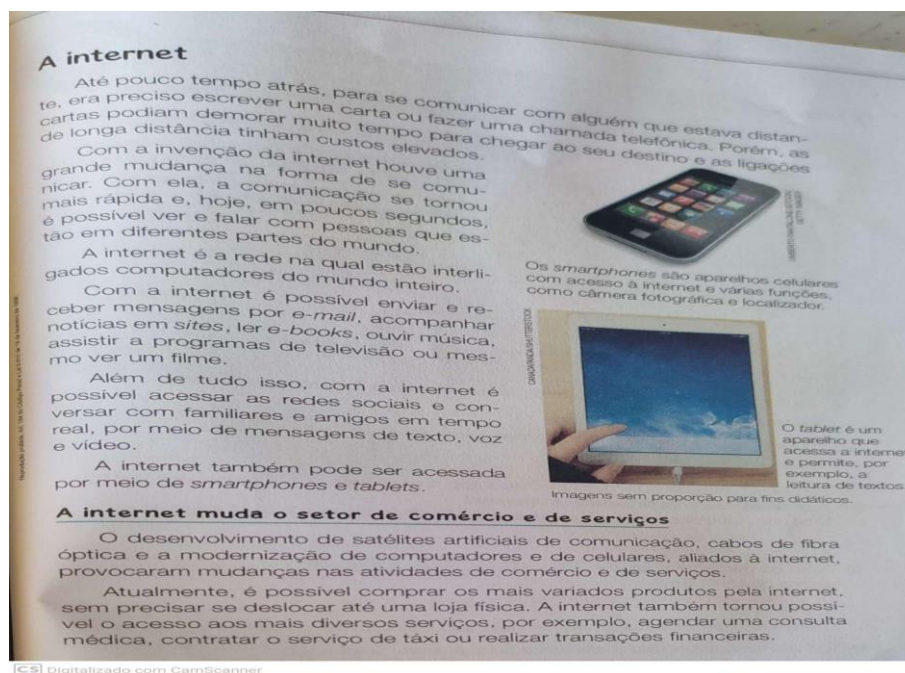 A internet
Até pouco tempo atrás, para se comunicar com alguém que estava distan-
te, era preciso escrever uma carta ou fazer uma chamada telefônica. Porém, as
cartas podiam demorar muito tempo para chegar ao seu destino e as ligações
de longa distância tinham custos elevados.
Com a invenção da internet houve uma
grande mudança na forma de se comu-
nicar. Com ela, a comunicação se tornou
mais rápida e, hoje, em poucos segundos,
é possível ver e falar com pessoas que es-
tão em diferentes partes do mundo.
A internet é a rede na qual estão interli-
gados computadores do mundo inteiro.
Com a internet é possível enviar e re-
ceber mensagens por e-mail, acompanhar
notícias em sites, ler e-books, ouvir música,
assistir a programas de televisão ou mes-
mo ver um filme.
Além de tudo isso, com a internet é
possível acessar as redes sociais e con-
versar com familiares e amigos em tempo
real, por meio de mensagens de texto, voz
e vídeo.
A internet também pode ser acessada
por meio de smartphones e tablets.
Os smartphones são aparelhos celulares
com acesso à internet e várias funções,
como câmera fotográfica e localizador.
O tablet é um
aparelho que
acessa a internet
e permite, por
exemplo, a
leitura de textos.
Imagens sem proporção para fins didáticos.
A internet muda o setor de comércio e de serviços
O desenvolvimento de satélites artificiais de comunicação, cabos de fibra
óptica e a modernização de computadores e de celulares, aliados à internet,
provocaram mudanças nas atividades de comércio e de serviços.
Atualmente, é possível comprar os mais variados produtos pela internet,
sem precisar se deslocar até uma loja física. A internet também tornou possí-
vel o acesso aos mais diversos serviços, por exemplo, agendar uma consulta
médica, contratar o serviço de táxi ou realizar transações financeiras.
CS Digitalizado com CamScanner